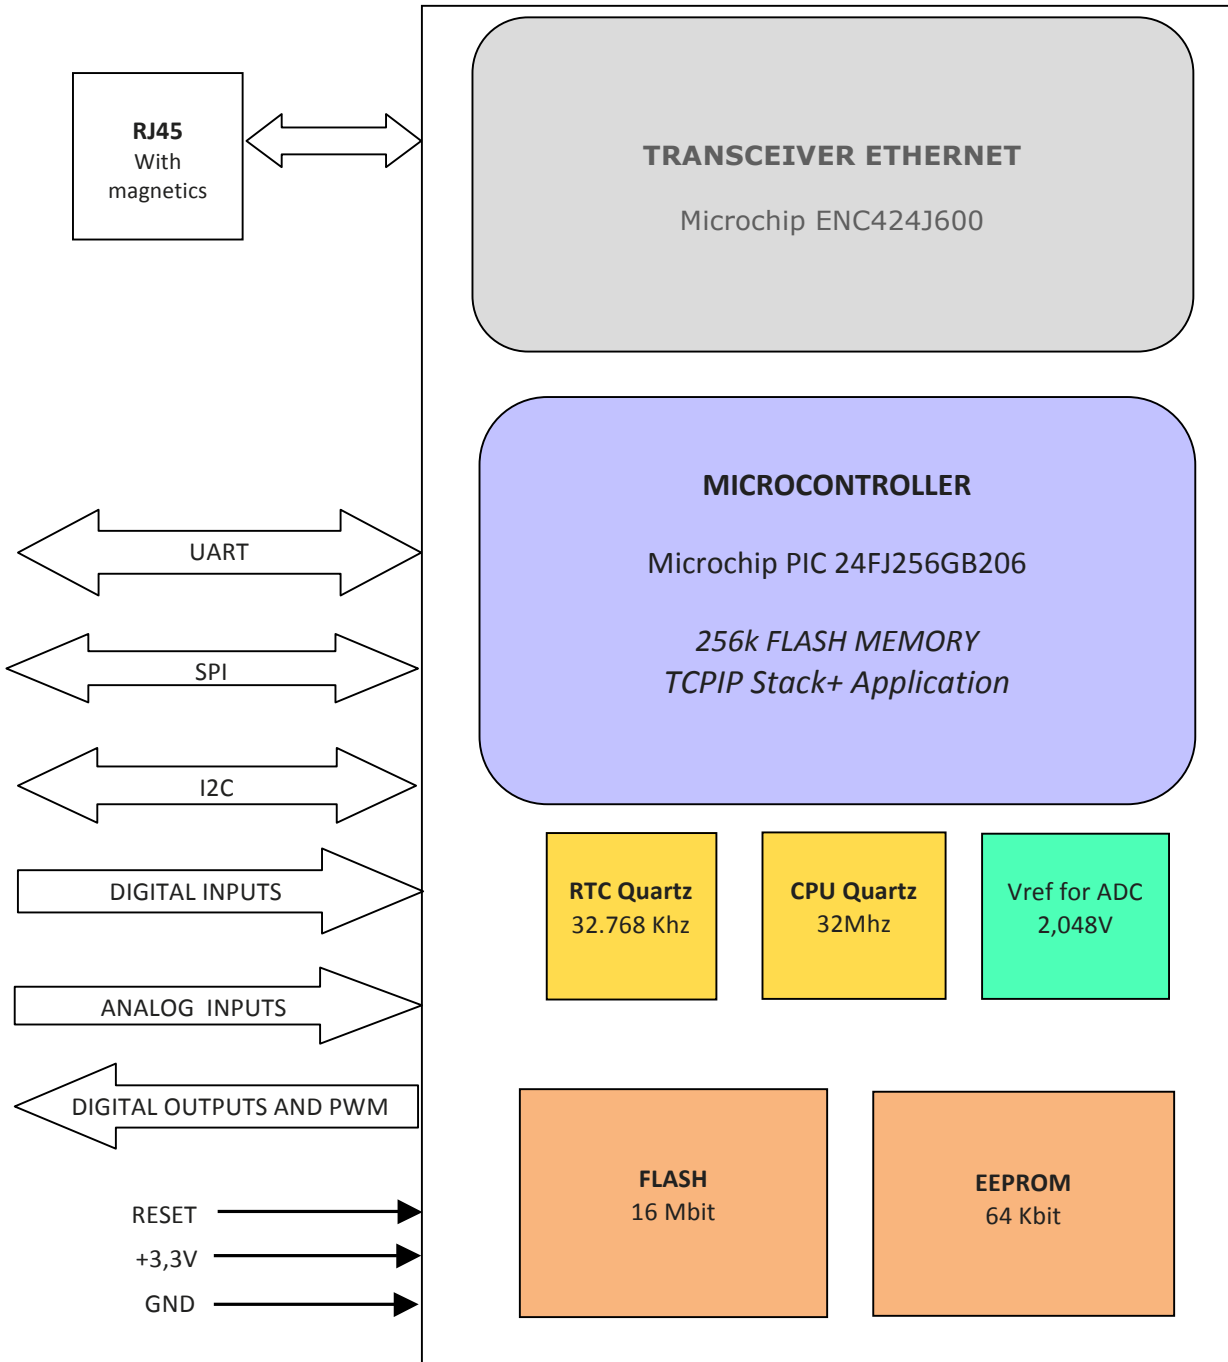 RJ45
With
magnetics
TRANSCEIVER ETHERNET
Microchip ENC424J600
MICROCONTROLLER
Microchip PIC 24FJ256GB206
256k FLASH MEMORY
TCPIP Stack+ Application
UART
SPI
I2C
DIGITAL INPUTS
ANALOG INPUTS
DIGITAL OUTPUTS AND PWM
RTC Quartz
32.768 Khz
CPU Quartz
32Mhz
Vref for ADC
2,048V
FLASH
16 Mbit
EEPROM
64 Kbit
RESET
+3,3V
GND